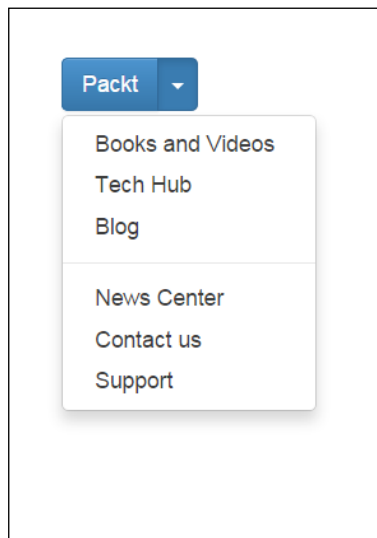 Packt
Books and Videos
Tech Hub
Blog
News Center
Contact us
Support